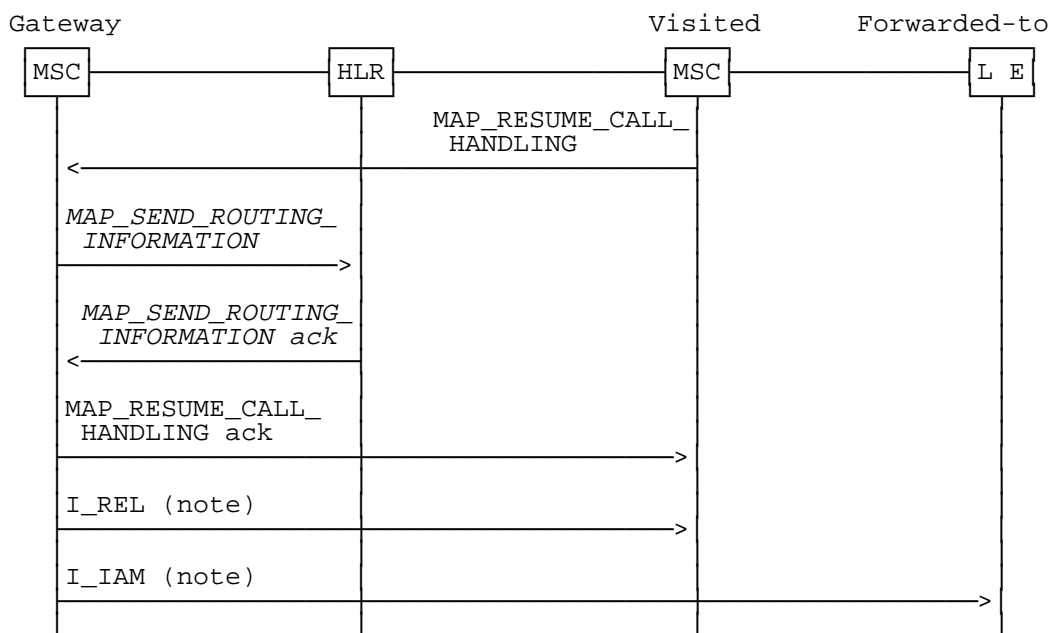 Gateway Visited Forwarded-to
MSC HLR MSC L E
MAP_RESUME_CALL_
HANDLING
MAP_SEND_ROUTING_
INFORMATION
MAP_SEND_ROUTING_
INFORMATION ack
MAP_RESUME_CALL_
HANDLING ack
I_REL (note)
I_IAM (note)